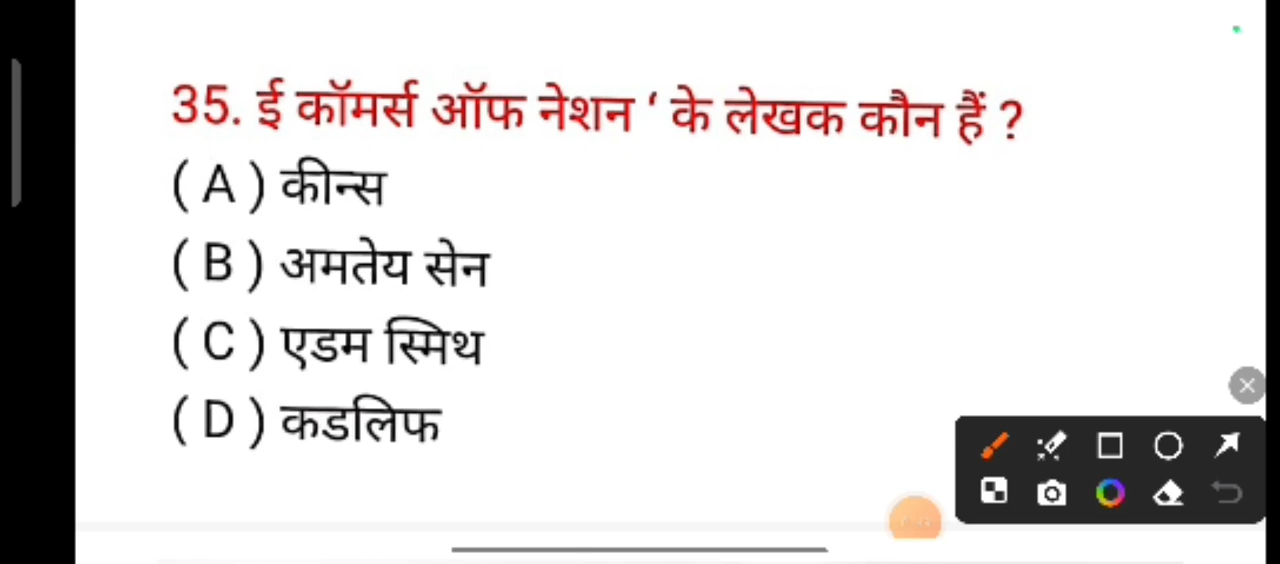 35. ई कॉमर्स ऑफ नेशन ‘ के लेखक कौन हैं ?
( A ) कीन्स
( B ) अमतेय सेन
( C ) एडम स्मिथ
( D ) कडलिफ